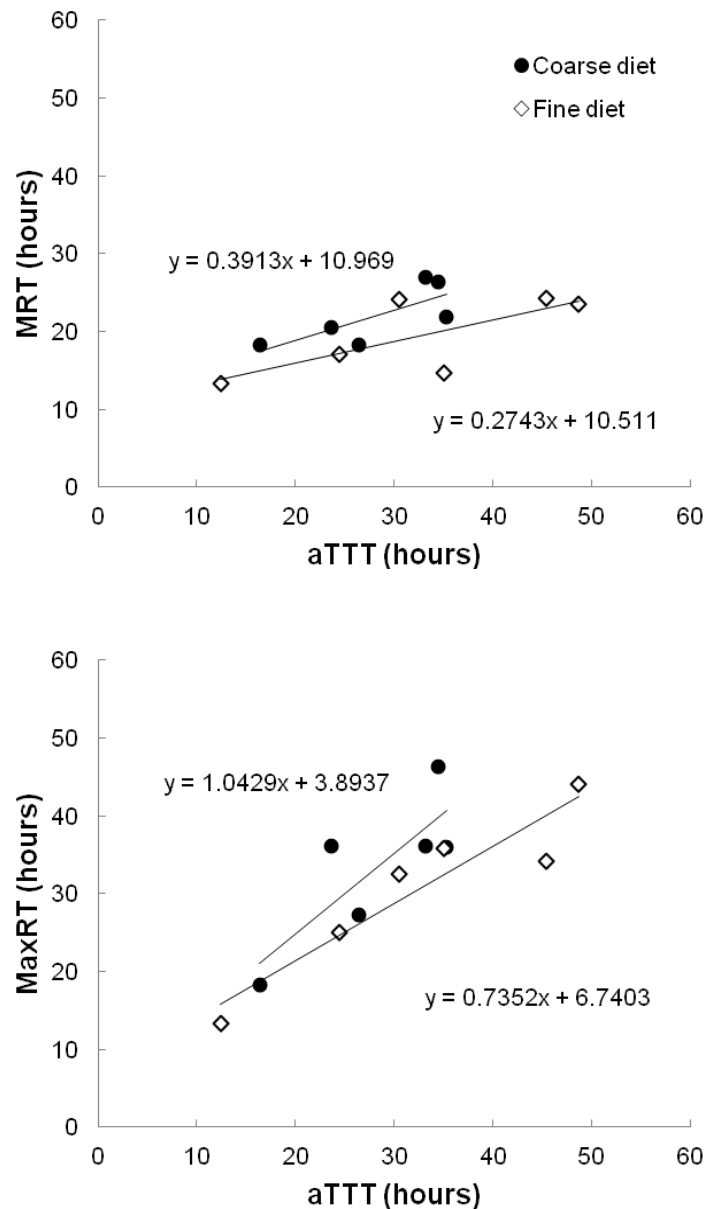 60
Coarse diet
50
Fine diet
40
MRT (hours)
30
y = 0.3913x + 10.969
20
10
y = 0.2743x + 10.511
0
0 10 20 30 40 50 60
aTTT (hours)
60
50
y = 1.0429x + 3.8937
40
MaxRT (hours)
30
20
y = 0.7352x + 6.7403
10
0
0 10 20 30 40 50 60
aTTT (hours)